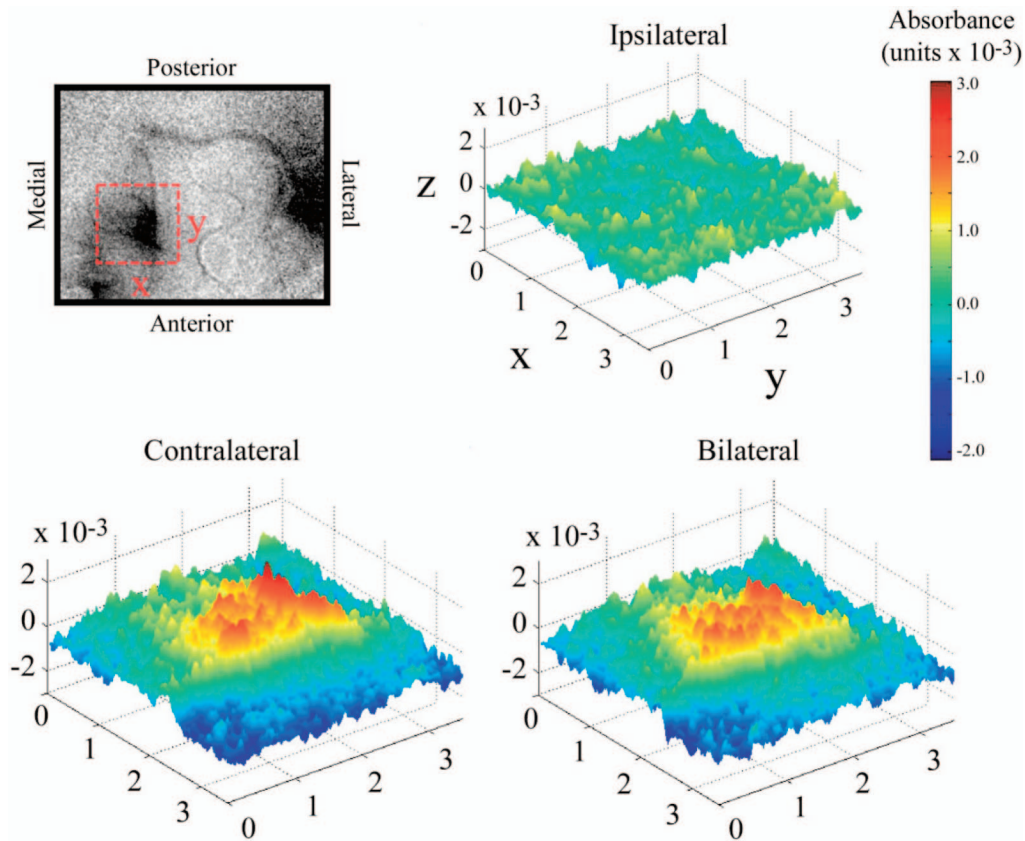 Posterior
Medial
Lateral
y
x
Anterior
Ipsilateral
x 10-3
2
0
-2
z
0
1
2
3
x
0
1
2
3
y
Absorbance
(units x 10-3)
3.0
2.0
1.0
0.0
-1.0
-2.0
Contralateral
x 10-3
2
0
-2
0
1
2
3
0
1
2
3
Bilateral
x 10-3
2
0
-2
0
1
2
3
0
1
2
3